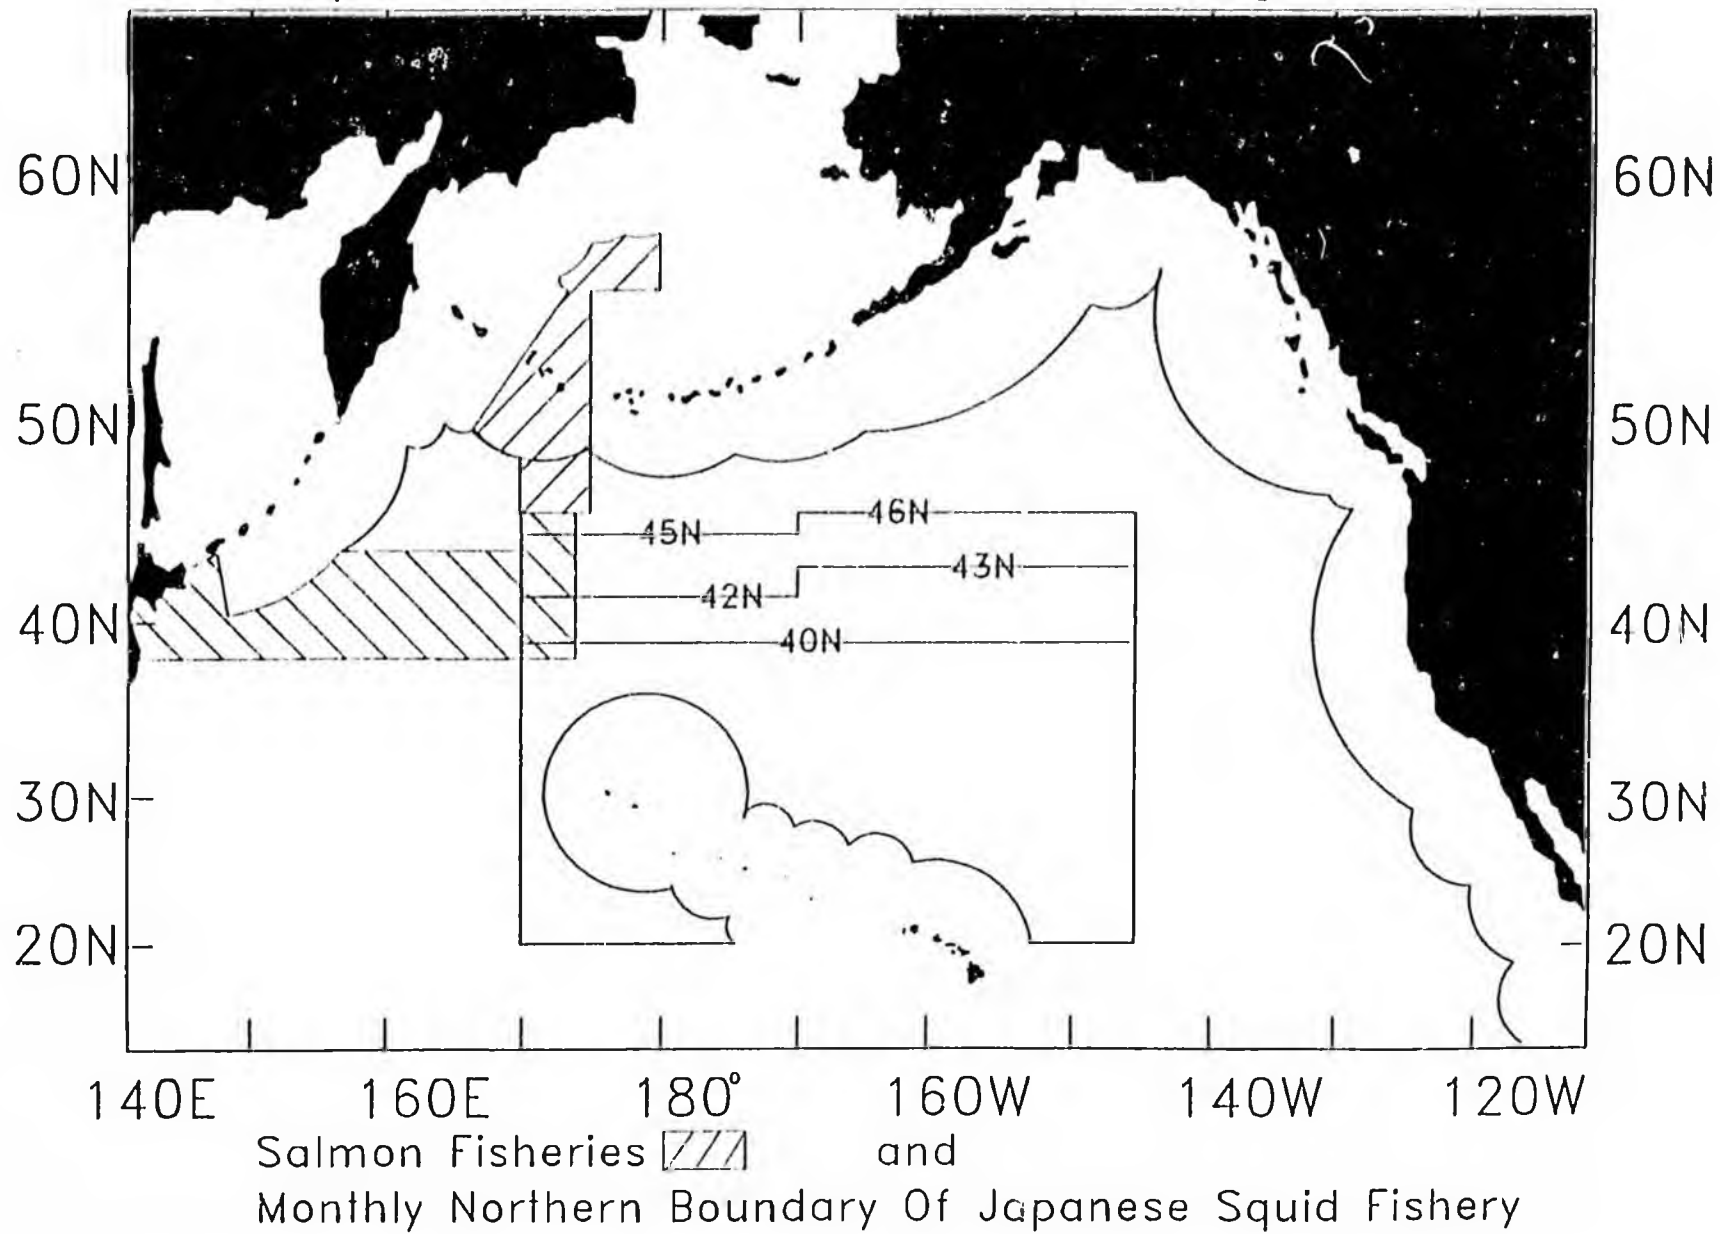 60N 60N
50N 50N
46N
45N
43N
42N
40N 40N
40N
30N 30N
20N 20N
140E 160E 180° 160W 140W 120W
Salmon Fisheries and
Monthly Northern Boundary Of Japanese Squid Fishery